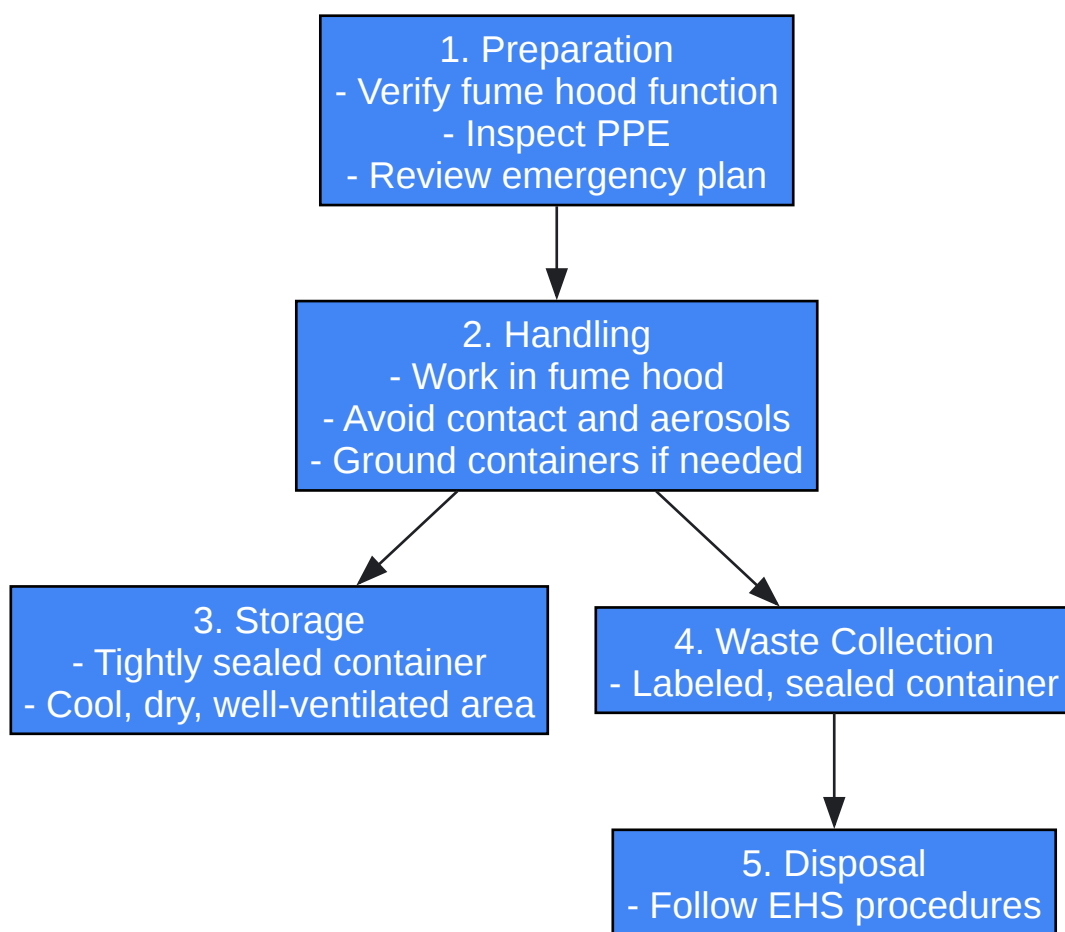 1. Preparation
- Verify fume hood function
- Inspect PPE
- Review emergency plan
2. Handling
- Work in fume hood
- Avoid contact and aerosols
- Ground containers if needed
3. Storage
- Tightly sealed container
- Cool, dry, well-ventilated area
4. Waste Collection
- Labeled, sealed container
5. Disposal
- Follow EHS procedures